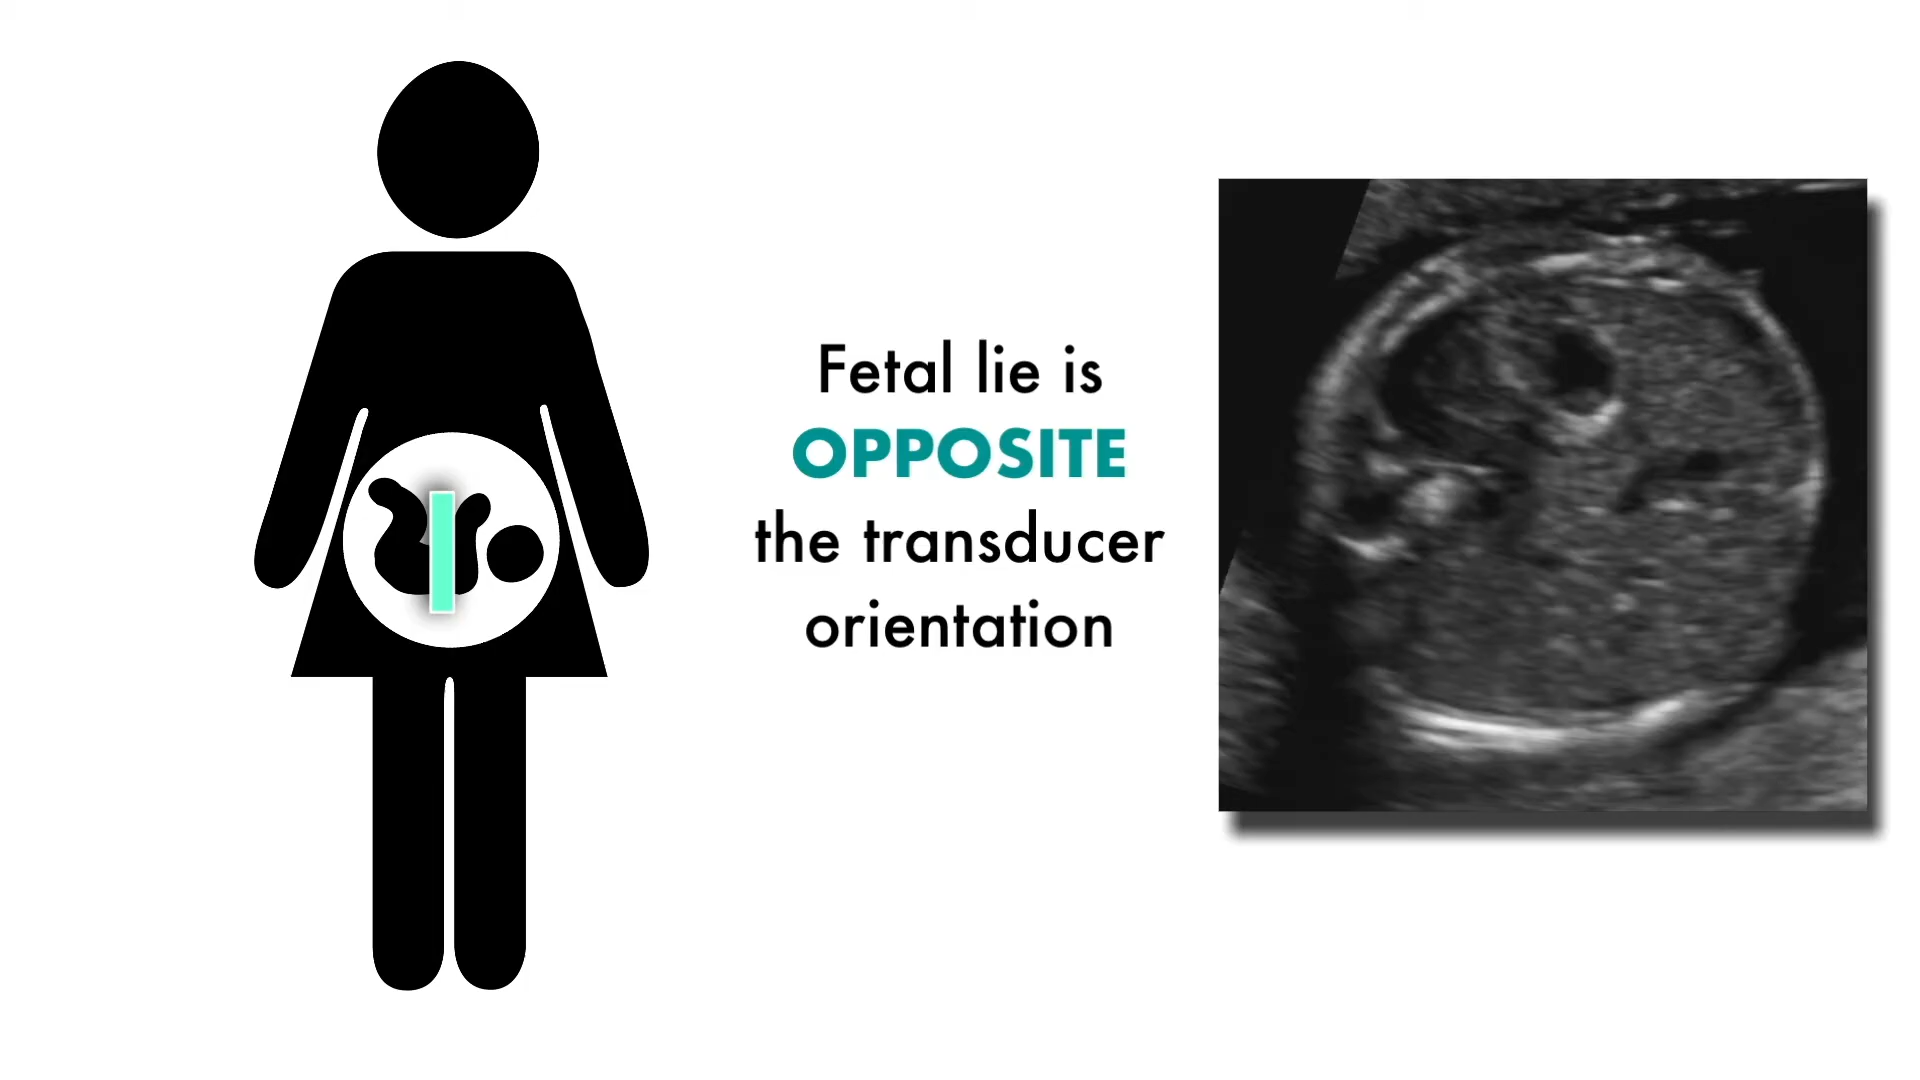 Fetal lie is
OPPOSITE
the transducer
orientation